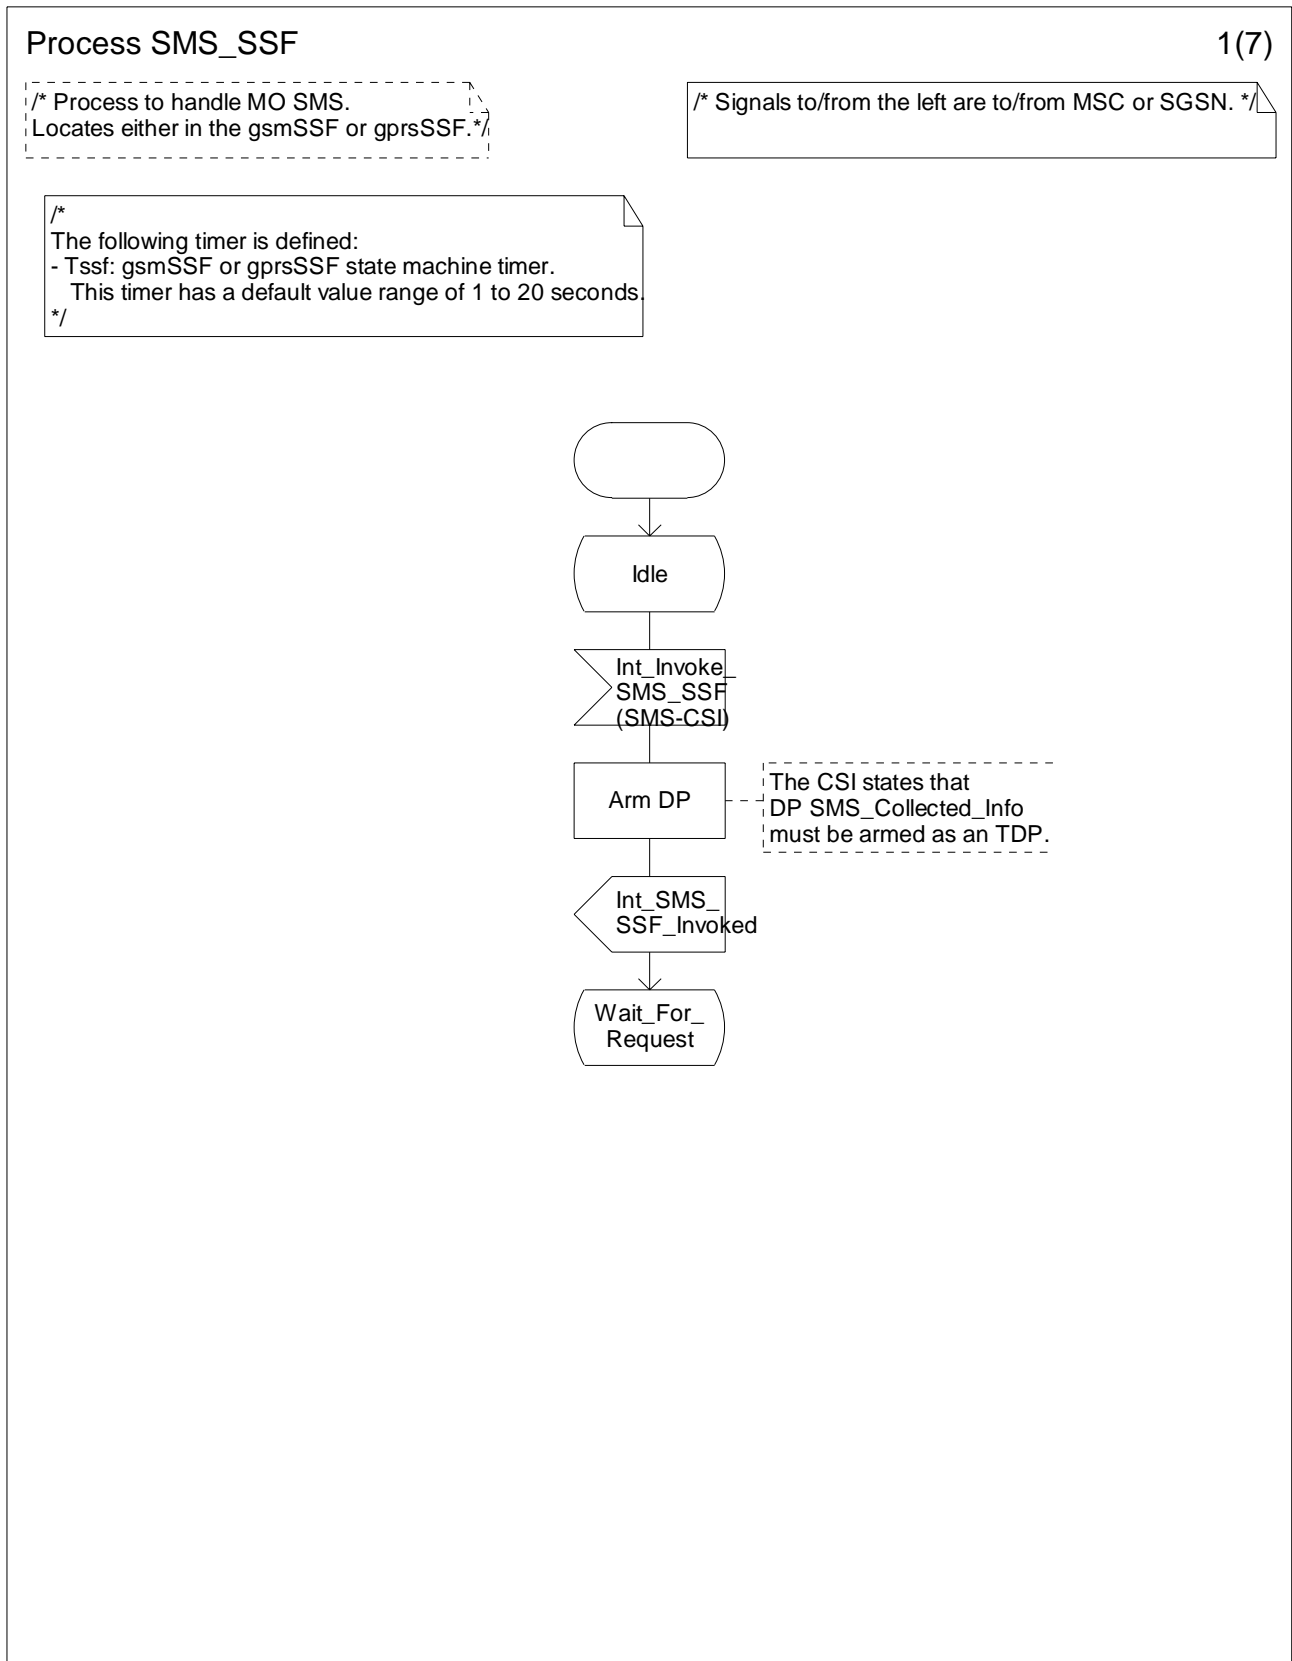 Process SMS_SSF
1(7)
/* Process to handle MO SMS.
Locates either in the gsmSSF or gprsSSF.*/
/* Signals to/from the left are to/from MSC or SGSN. */
/*
The following timer is defined:
- Tssf: gsmSSF or gprsSSF state machine timer.
This timer has a default value range of 1 to 20 seconds.
*/
Idle
Int_Invoke_
SMS_SSF
(SMS-CSI)
Arm DP
The CSI states that
DP SMS_Collected_Info
must be armed as an TDP.
Int_SMS_
SSF_Invoked
Wait_For_
Request